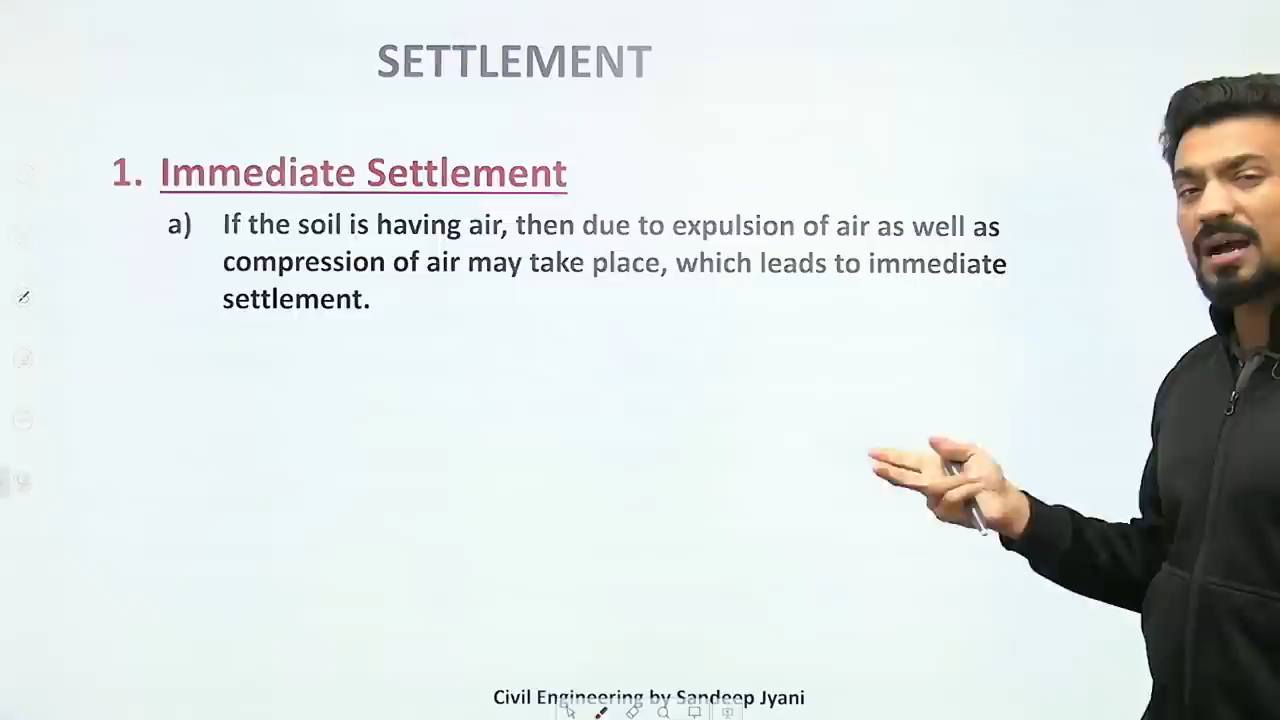 SETTLEMENT
1. Immediate Settlement
a) If the soil is having air, then due to expulsion of air as well as
compression of air may take place, which leads to immediate
settlement.
Civil Engineering by Sandeep Jyani